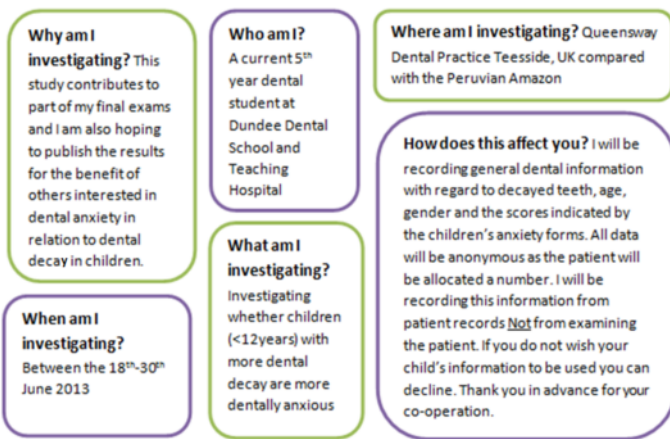 Why am I
investigating? This
study contributes to
part of my final exams
and I am also hoping
to publish the results
for the benefit of
others interested in
dental anxiety in
relation to dental
decay in children.
When am I
investigating?
Between the 18th-30th
June 2013
Who am I?
A current 5th
year dental
student at
Dundee Dental
School and
Teaching
Hospital
What am I
investigating?
Investigating
whether children
(<12years) with
more dental
decay are more
dentally anxious
Where am I investigating? Queensway
Dental Practice Teesside, UK compared
with the Peruvian Amazon
How does this affect you? I will be
recording general dental information
with regard to decayed teeth, age,
gender and the scores indicated by
the children's anxiety forms. All data
will be anonymous as the patient will
be allocated a number. I will be
recording this information from
patient records Not from examining
the patient. If you do not wish your
child's information to be used you can
decline. Thank you in advance for your
co-operation.